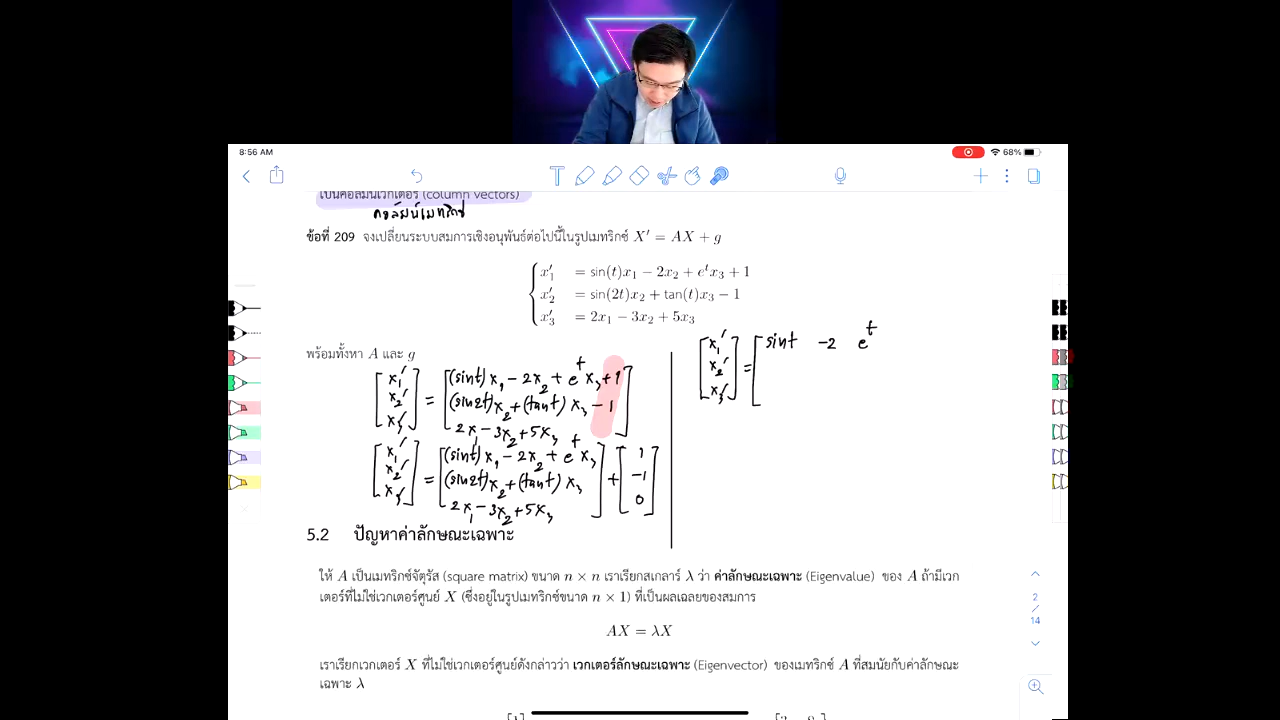 8:56 AM
68%
เป็นคอลัมน์เวกเตอร์ (column vectors)
คอลัมน์เมทริกซ์
ข้อที่ 209 จงเปลี่ยนระบบสมการเชิงอนุพันธ์ต่อไปนี้ในรูปเมทริกซ์ X′ = AX + g
x₁′ = sin(t)x₁ − 2x₂ + eᵗx₃ + 1
x₂′ = sin(2t)x₂ + tan(t)x₃ − 1
x₃′ = 2x₁ − 3x₂ + 5x₃
พร้อมทั้งหา A และ g
[x₁′ x₂′ x₃′] = [(sint)x₁ − 2x₂ + eᵗx₃ + 1
(sin2t)x₂ + (tant)x₃ − 1
2x₁ − 3x₂ + 5x₃]
[x₁′ x₂′ x₃′] = [(sint)x₁ − 2x₂ + eᵗx₃
(sin2t)x₂ + (tant)x₃
2x₁ − 3x₂ + 5x₃] + [1 −1 0]
[x₁′ x₂′ x₃′] = [sint −2 eᵗ
5.2 ปัญหาค่าลักษณะเฉพาะ
ให้ A เป็นเมทริกซ์จัตุรัส (square matrix) ขนาด n × n เราเรียกสเกลาร์ λ ว่า ค่าลักษณะเฉพาะ (Eigenvalue) ของ A ถ้ามีเวก
เตอร์ที่ไม่ใช่เวกเตอร์ศูนย์ X (ซึ่งอยู่ในรูปเมทริกซ์ขนาด n × 1) ที่เป็นผลเฉลยของสมการ
AX = λX
เราเรียกเวกเตอร์ X ที่ไม่ใช่เวกเตอร์ศูนย์ดังกล่าวว่า เวกเตอร์ลักษณะเฉพาะ (Eigenvector) ของเมทริกซ์ A ที่สมนัยกับค่าลักษณะ
เฉพาะ λ
2
/
14